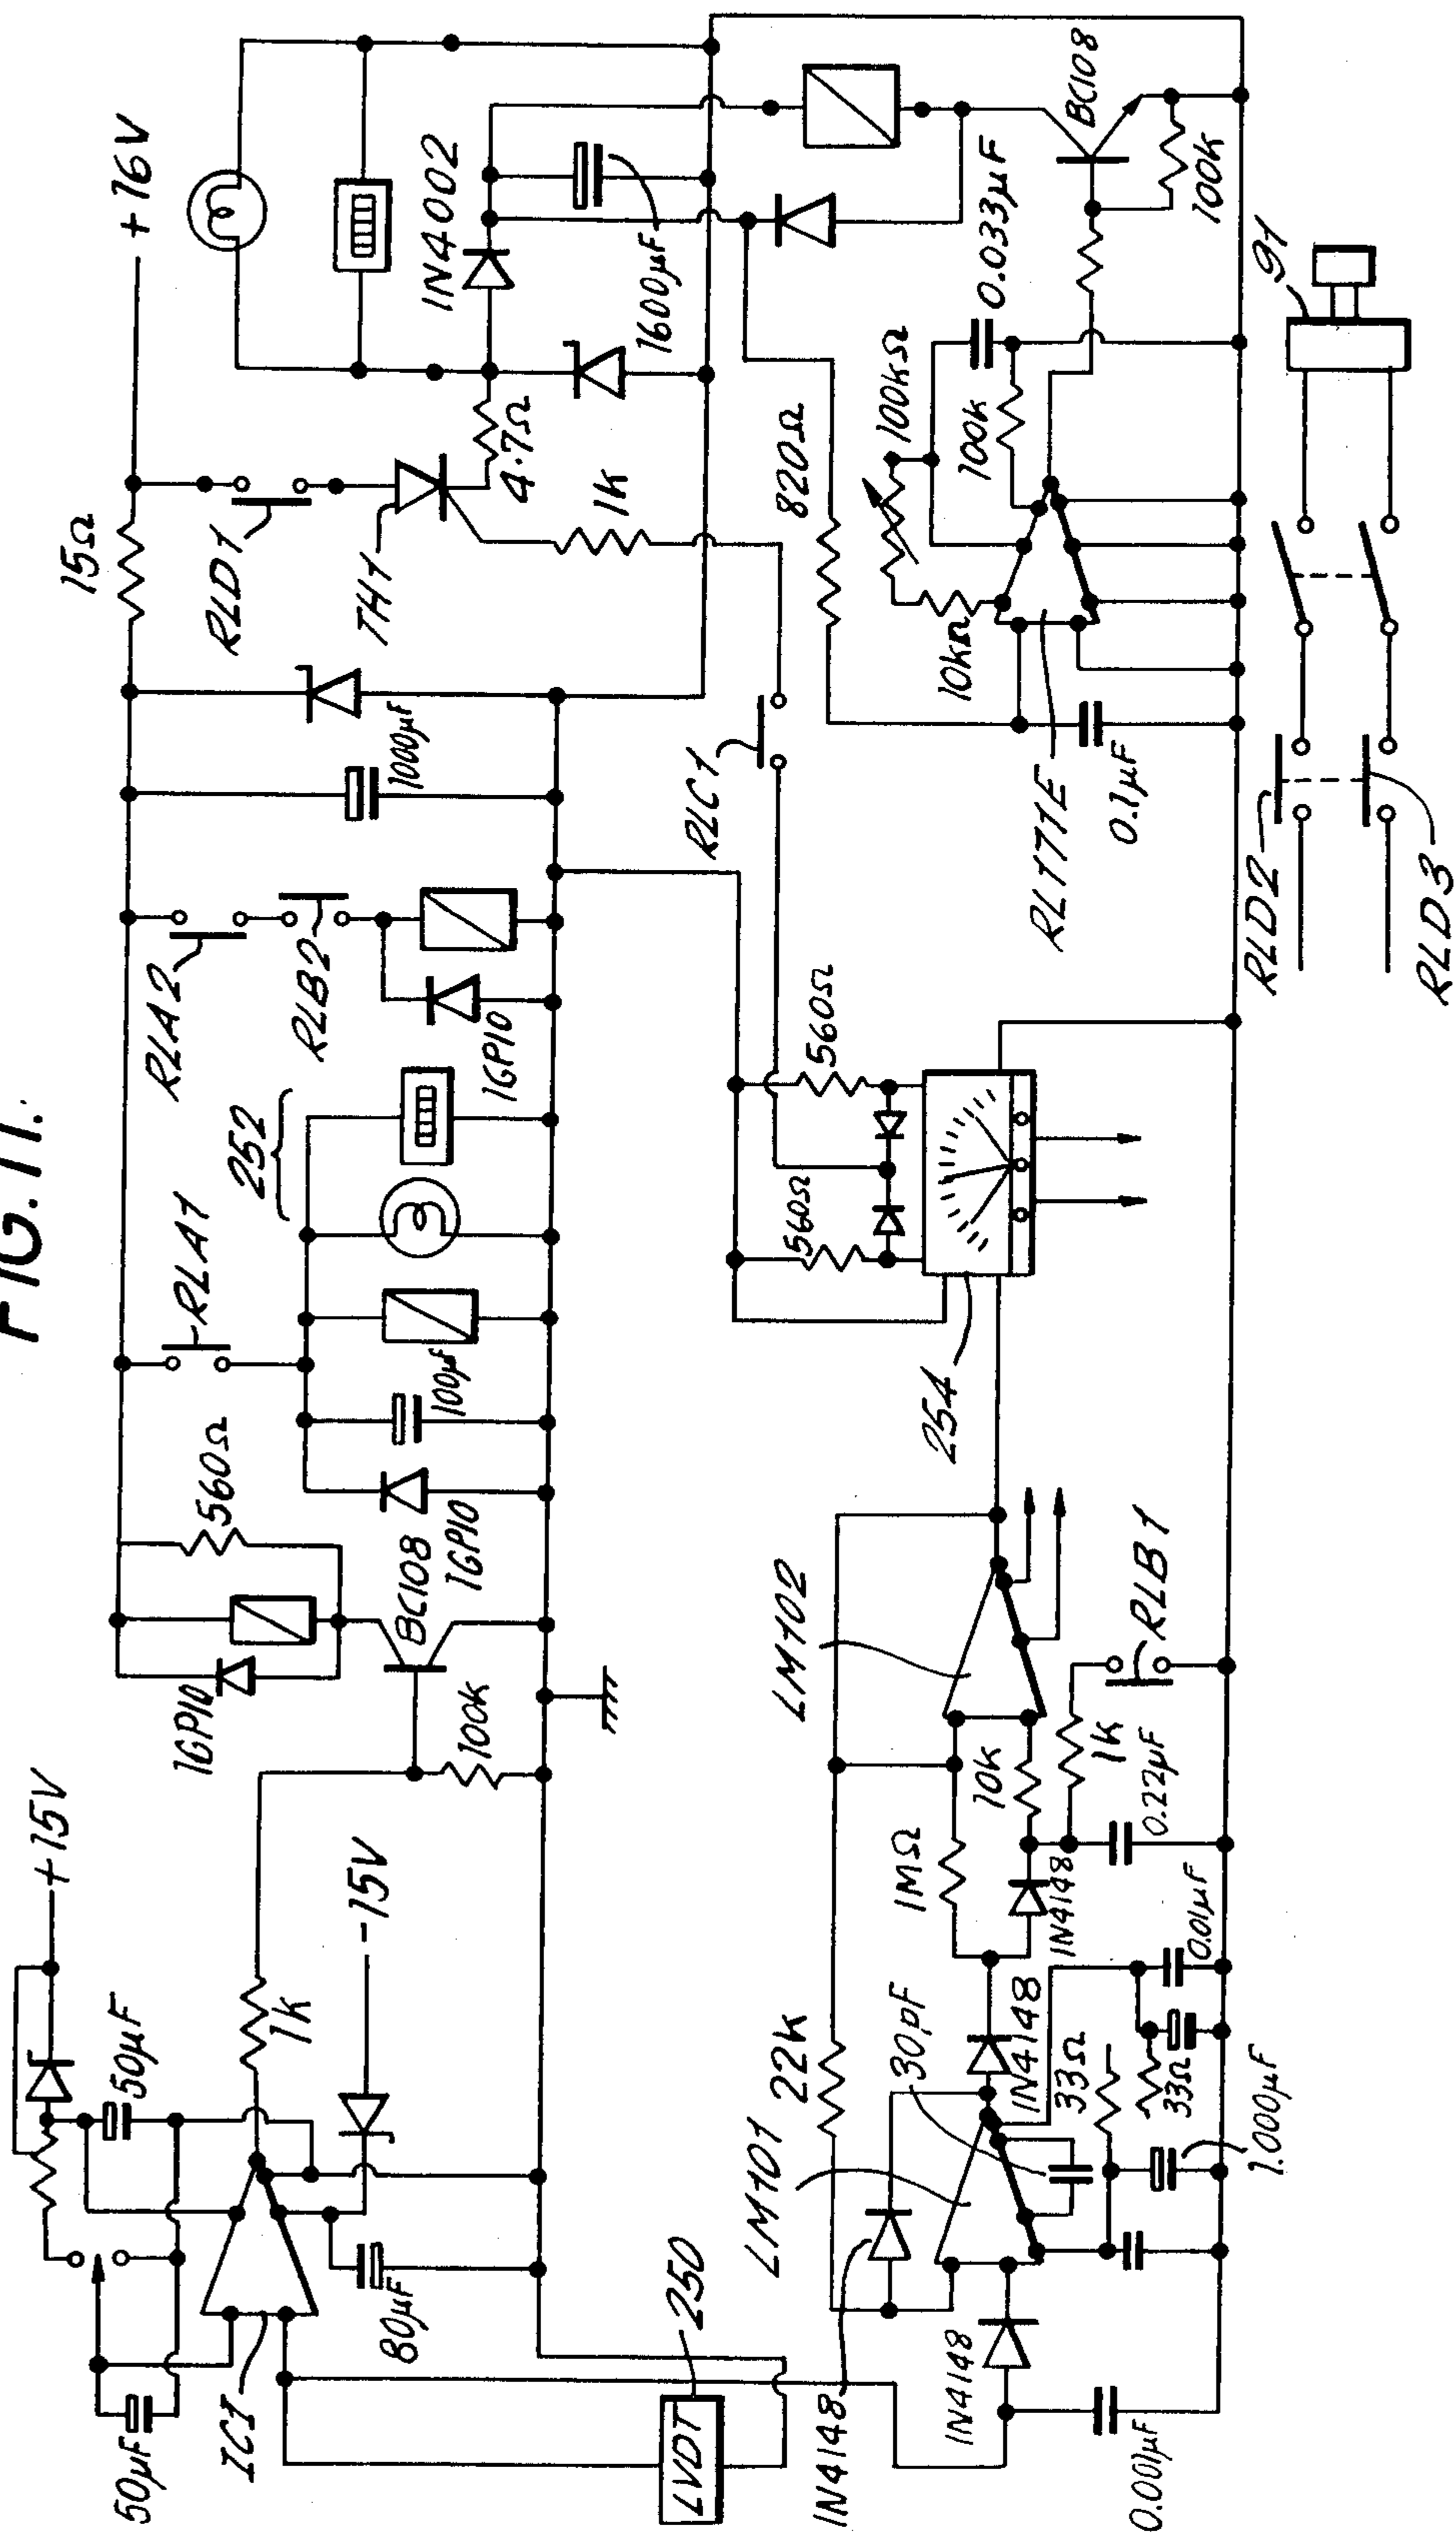 FIG. 11.
+15V
50µF
50µF
IC1
1k
-15V
80µF
LVDT
250
1GP10
560Ω
BC108
100k
RLA1
1GP10
100µF
252
RLA2
RLB2
1GP10
1000µF
15Ω
+16V
RLD1
TH1
4.7Ω
1K
1N4002
1600µF
RLC1
820Ω
100kΩ
10kΩ
100k
0.033µF
BC108
100k
RL1771E
0.1µF
91
RLD2
RLD3
560Ω
560Ω
254
LM102
RLB1
10k
1k
0.22µF
1MΩ
1N4148
0.01µF
22k
30pF
1N4148
33Ω
33Ω
1.000µF
LM101
1N4148
1N4148
0.001µF